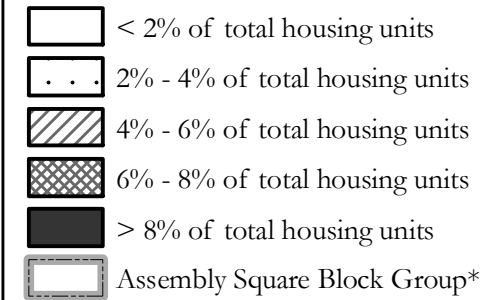 < 2% of total housing units
2% - 4% of total housing units
4% - 6% of total housing units
6% - 8% of total housing units
> 8% of total housing units
Assembly Square Block Group*